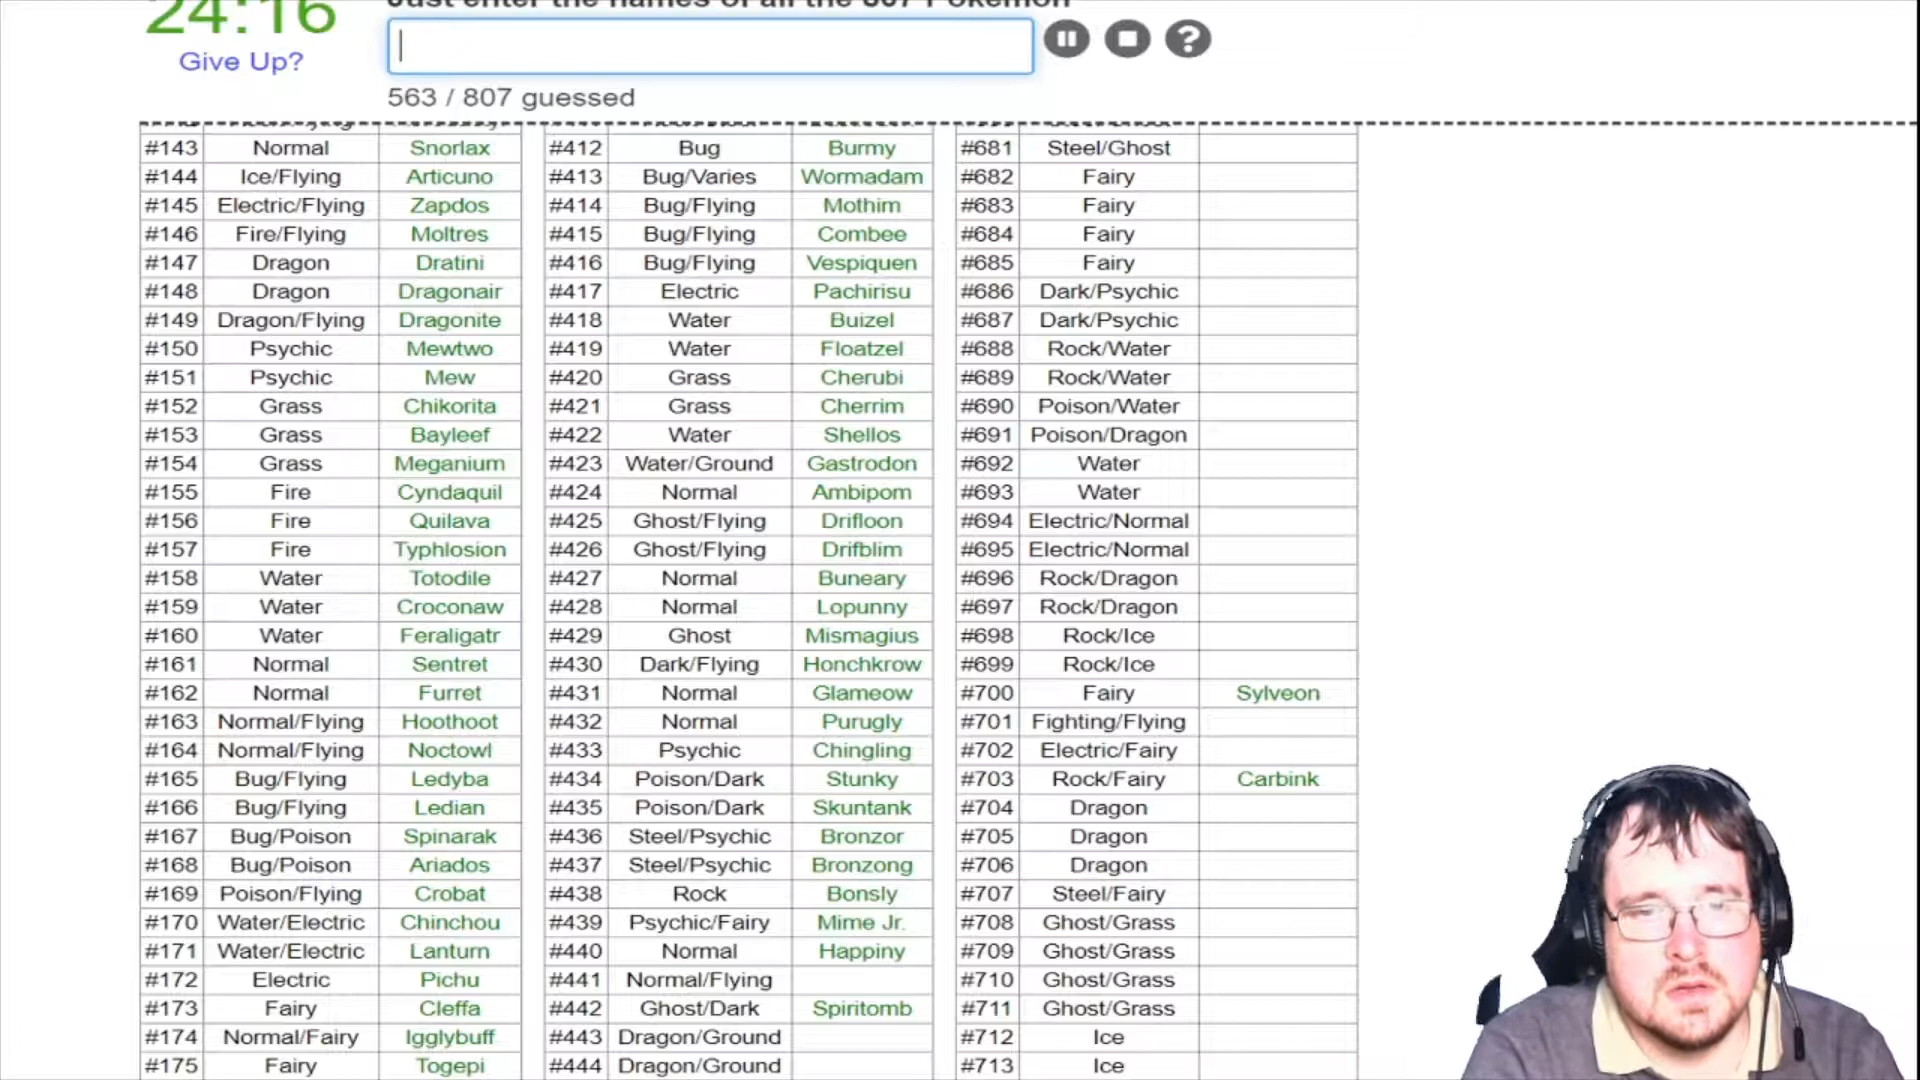 24:16
Just enter the names of all the 807 Pokemon
Give Up?
563 / 807 guessed
#143 Normal Snorlax #412 Bug Burmy #681 Steel/Ghost
#144 Ice/Flying Articuno #413 Bug/Varies Wormadam #682 Fairy
#145 Electric/Flying Zapdos #414 Bug/Flying Mothim #683 Fairy
#146 Fire/Flying Moltres #415 Bug/Flying Combee #684 Fairy
#147 Dragon Dratini #416 Bug/Flying Vespiquen #685 Fairy
#148 Dragon Dragonair #417 Electric Pachirisu #686 Dark/Psychic
#149 Dragon/Flying Dragonite #418 Water Buizel #687 Dark/Psychic
#150 Psychic Mewtwo #419 Water Floatzel #688 Rock/Water
#151 Psychic Mew #420 Grass Cherubi #689 Rock/Water
#152 Grass Chikorita #421 Grass Cherrim #690 Poison/Water
#153 Grass Bayleef #422 Water Shellos #691 Poison/Dragon
#154 Grass Meganium #423 Water/Ground Gastrodon #692 Water
#155 Fire Cyndaquil #424 Normal Ambipom #693 Water
#156 Fire Quilava #425 Ghost/Flying Drifloon #694 Electric/Normal
#157 Fire Typhlosion #426 Ghost/Flying Drifblim #695 Electric/Normal
#158 Water Totodile #427 Normal Buneary #696 Rock/Dragon
#159 Water Croconaw #428 Normal Lopunny #697 Rock/Dragon
#160 Water Feraligatr #429 Ghost Mismagius #698 Rock/Ice
#161 Normal Sentret #430 Dark/Flying Honchkrow #699 Rock/Ice
#162 Normal Furret #431 Normal Glameow #700 Fairy Sylveon
#163 Normal/Flying Hoothoot #432 Normal Purugly #701 Fighting/Flying
#164 Normal/Flying Noctowl #433 Psychic Chingling #702 Electric/Fairy
#165 Bug/Flying Ledyba #434 Poison/Dark Stunky #703 Rock/Fairy Carbink
#166 Bug/Flying Ledian #435 Poison/Dark Skuntank #704 Dragon
#167 Bug/Poison Spinarak #436 Steel/Psychic Bronzor #705 Dragon
#168 Bug/Poison Ariados #437 Steel/Psychic Bronzong #706 Dragon
#169 Poison/Flying Crobat #438 Rock Bonsly #707 Steel/Fairy
#170 Water/Electric Chinchou #439 Psychic/Fairy Mime Jr. #708 Ghost/Grass
#171 Water/Electric Lanturn #440 Normal Happiny #709 Ghost/Grass
#172 Electric Pichu #441 Normal/Flying #710 Ghost/Grass
#173 Fairy Cleffa #442 Ghost/Dark Spiritomb #711 Ghost/Grass
#174 Normal/Fairy Igglybuff #443 Dragon/Ground #712 Ice
#175 Fairy Togepi #444 Dragon/Ground #713 Ice